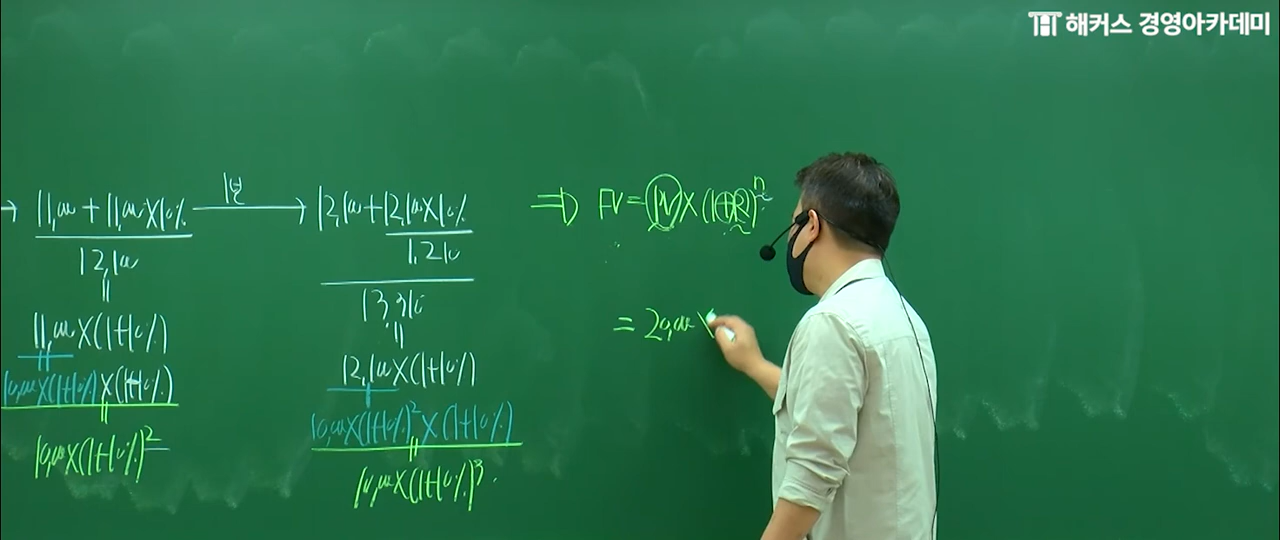 해커스 경영아카데미
→ 11,000 + 11,000 × 10%
12,100
||
11,000 × (1+10%)
||
10,000 × (1+10%) × (1+10%)
||
10,000 × (1+10%)²
1년
→
12,100 + 12,100 × 10%
1,210
13,310
||
12,100 × (1+10%)
10,000 × (1+10%)² × (1+10%)
||
10,000 × (1+10%)³
⇒ FV = PV × (1+R)ⁿ
= 20,000 ×